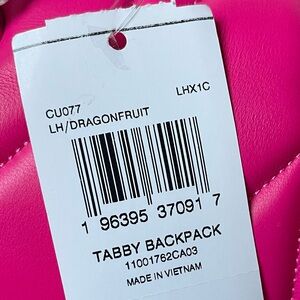 CU077 LHX1C
LH/DRAGONFRUIT
1 96395 37091 7
TABBY BACKPACK
11001762CA03
MADE IN VIETNAM